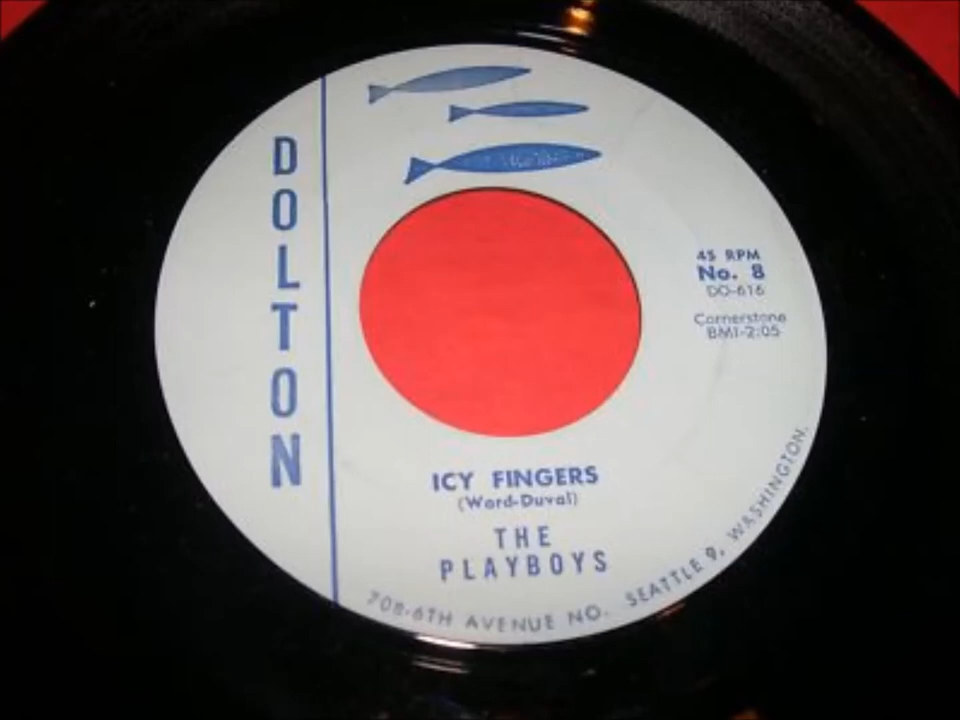 DOLTON
45 RPM
No. 8
DO-616
Cornerstone
BMI-2:05
ICY FINGERS
(Ward-Duval)
THE
PLAYBOYS
708-6TH AVENUE NO. SEATTLE 9, WASHINGTON.